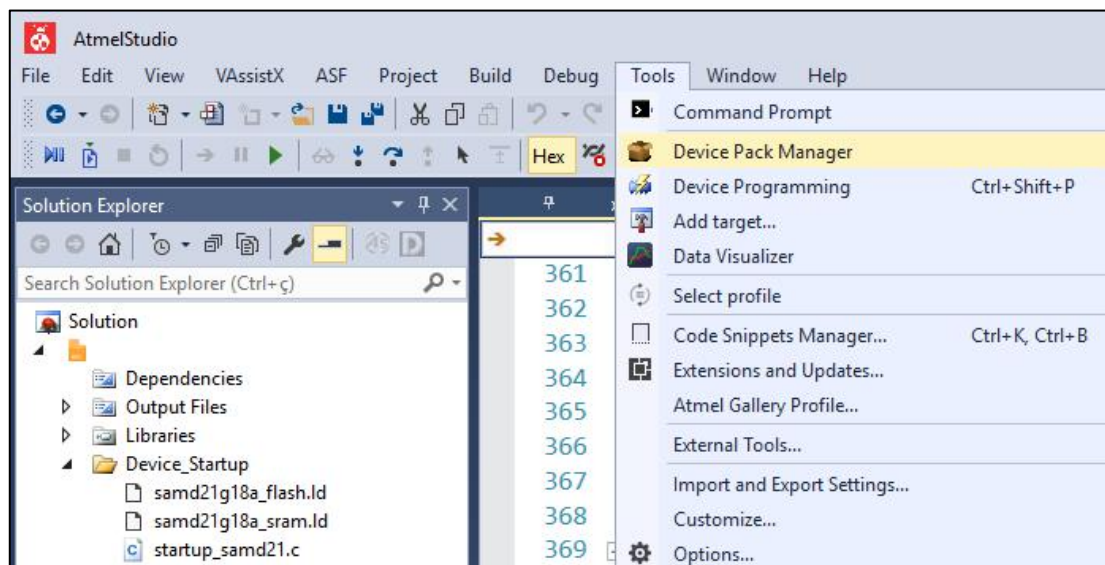 AtmelStudio
File Edit View VAssistX ASF Project Build Debug Tools Window Help
Hex
Command Prompt
Device Pack Manager
Device Programming Ctrl+Shift+P
Add target...
Data Visualizer
Select profile
Code Snippets Manager... Ctrl+K, Ctrl+B
Extensions and Updates...
Atmel Gallery Profile...
External Tools...
Import and Export Settings...
Customize...
Options...
Solution Explorer
Search Solution Explorer (Ctrl+ç)
Solution
Dependencies
Output Files
Libraries
Device_Startup
samd21g18a_flash.ld
samd21g18a_sram.ld
startup_samd21.c
361
362
363
364
365
366
367
368
369